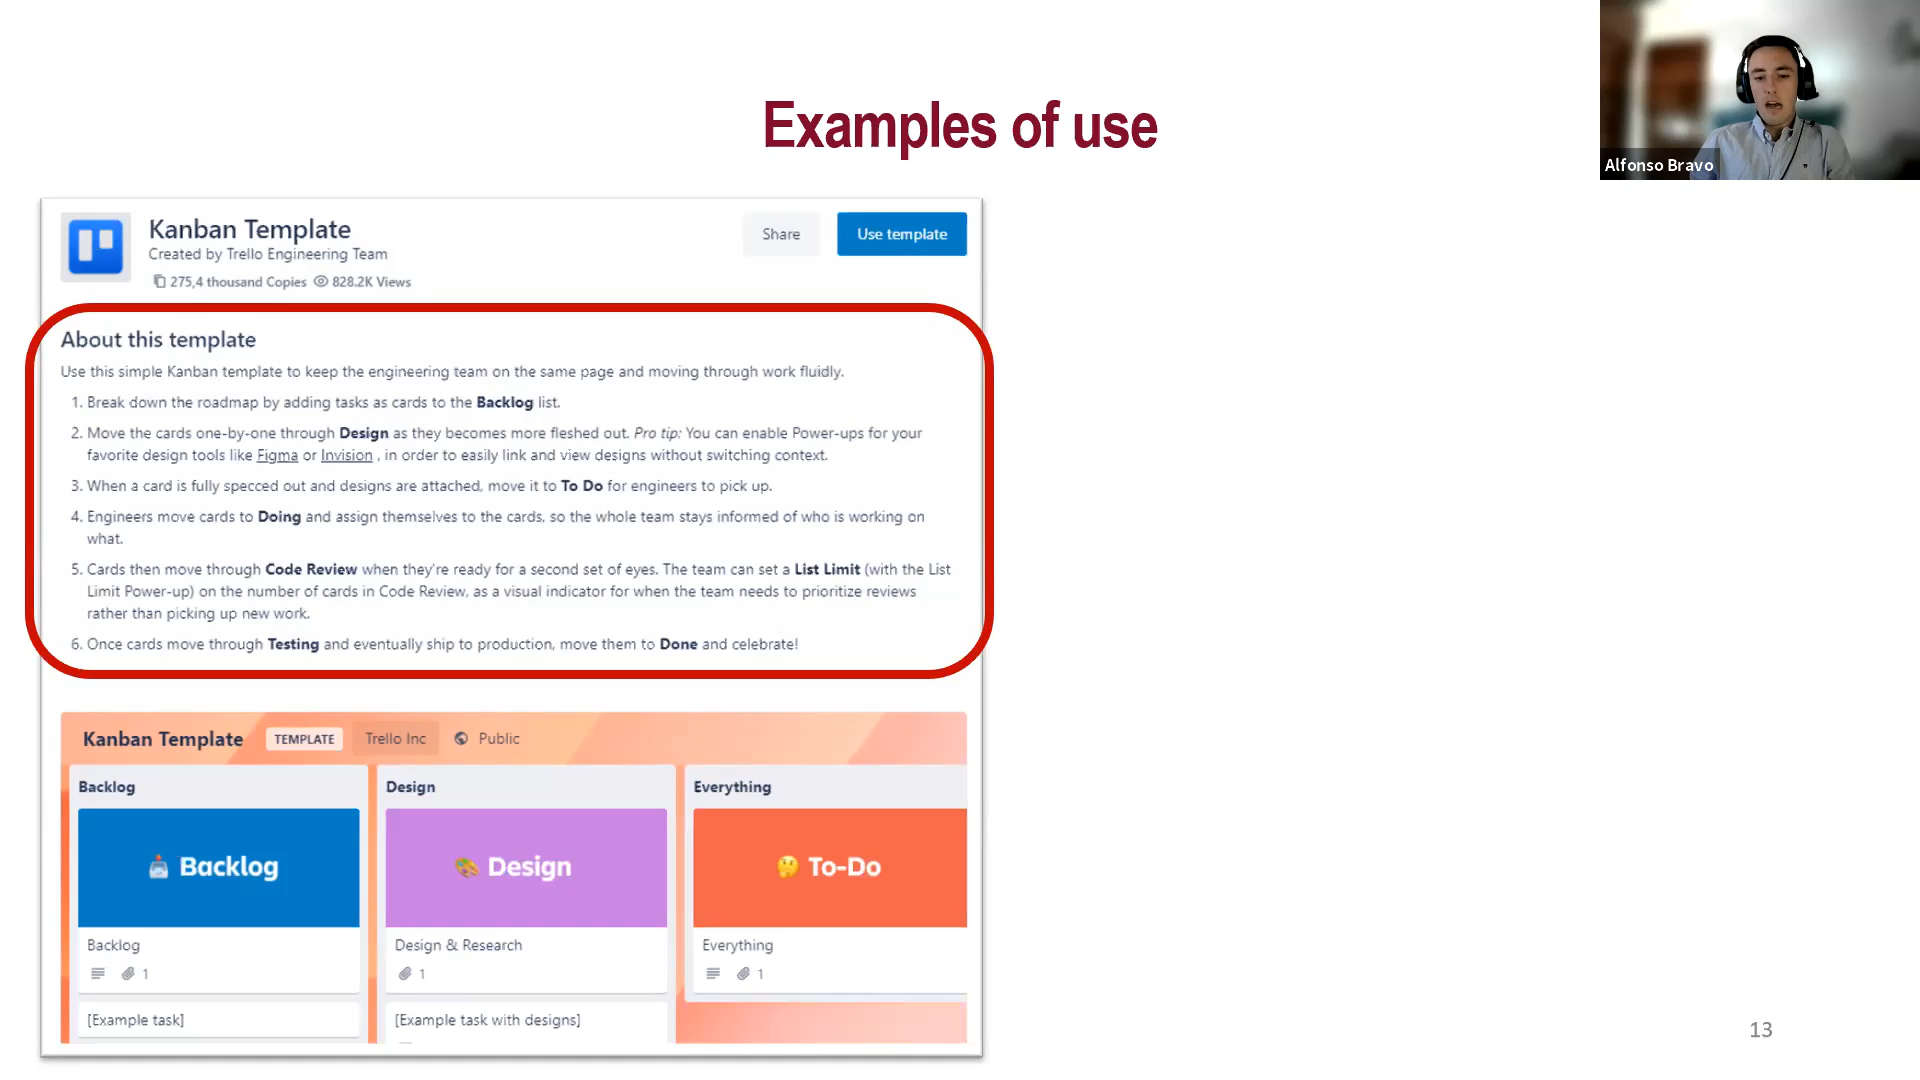 Examples of use
Alfonso Bravo
Kanban Template
Created by Trello Engineering Team
275,4 thousand Copies 828.2K Views
Share
Use template
About this template
Use this simple Kanban template to keep the engineering team on the same page and moving through work fluidly.
1. Break down the roadmap by adding tasks as cards to the Backlog list.
2. Move the cards one-by-one through Design as they becomes more fleshed out. Pro tip: You can enable Power-ups for your
favorite design tools like Figma or Invision , in order to easily link and view designs without switching context.
3. When a card is fully specced out and designs are attached, move it to To Do for engineers to pick up.
4. Engineers move cards to Doing and assign themselves to the cards, so the whole team stays informed of who is working on
what.
5. Cards then move through Code Review when they're ready for a second set of eyes. The team can set a List Limit (with the List
Limit Power-up) on the number of cards in Code Review, as a visual indicator for when the team needs to prioritize reviews
rather than picking up new work.
6. Once cards move through Testing and eventually ship to production, move them to Done and celebrate!
Kanban Template TEMPLATE Trello Inc Public
Backlog
Backlog
Backlog
1
[Example task]
Design
Design
Design & Research
1
[Example task with designs]
Everything
To-Do
Everything
1
13